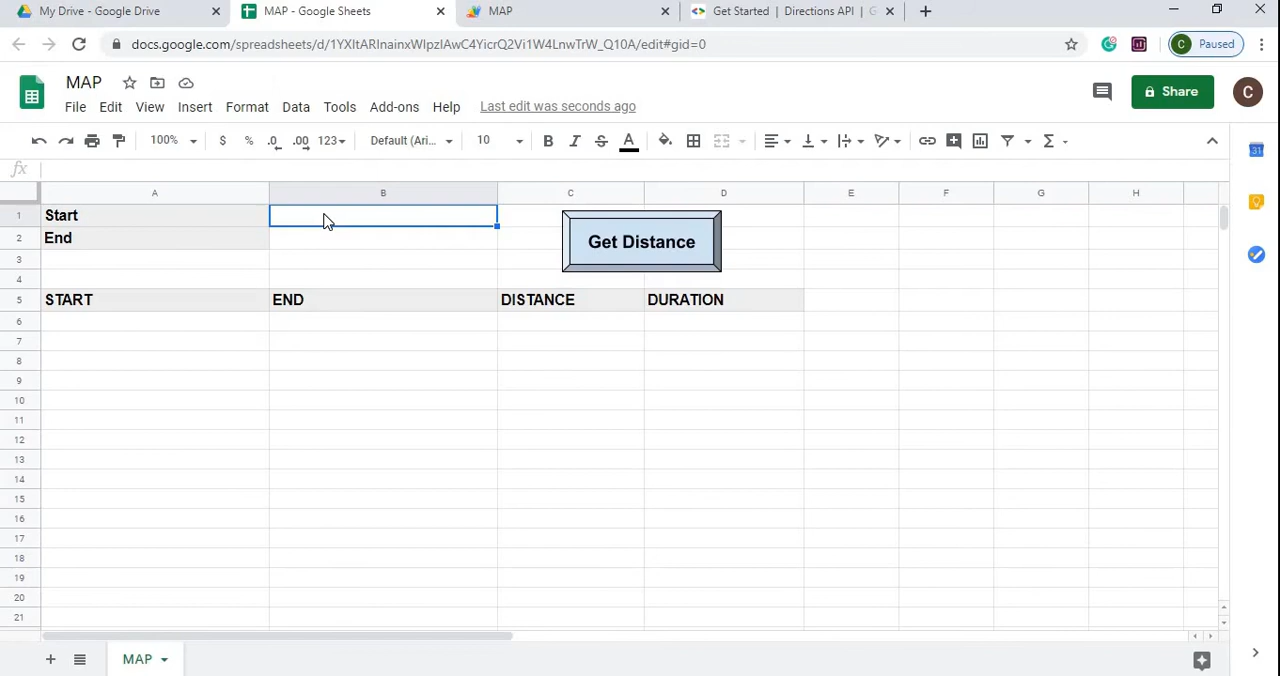 My Drive - Google Drive
MAP - Google Sheets
MAP
Get Started | Directions API | G
docs.google.com/spreadsheets/d/1YXItARInainxWIpzIAwC4YicrQ2Vi1W4LnwTrW_Q10A/edit#gid=0
C Paused
MAP
File Edit View Insert Format Data Tools Add-ons Help Last edit was seconds ago
Share
C
100% $ % .0 .00 123 Default (Ari... 10 B I S A Σ
fx
A B C D E F G H
1 Start
2 End
Get Distance
3
4
5 START END DISTANCE DURATION
6
7
8
9
10
11
12
13
14
15
16
17
18
19
20
21
MAP
31